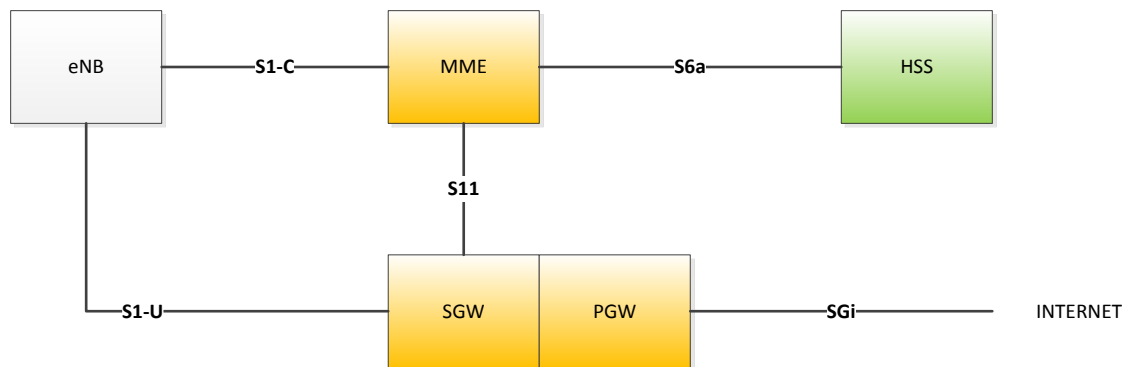 eNB
S1-C
MME
S6a
HSS
S11
S1-U
SGW
PGW
SGi
INTERNET